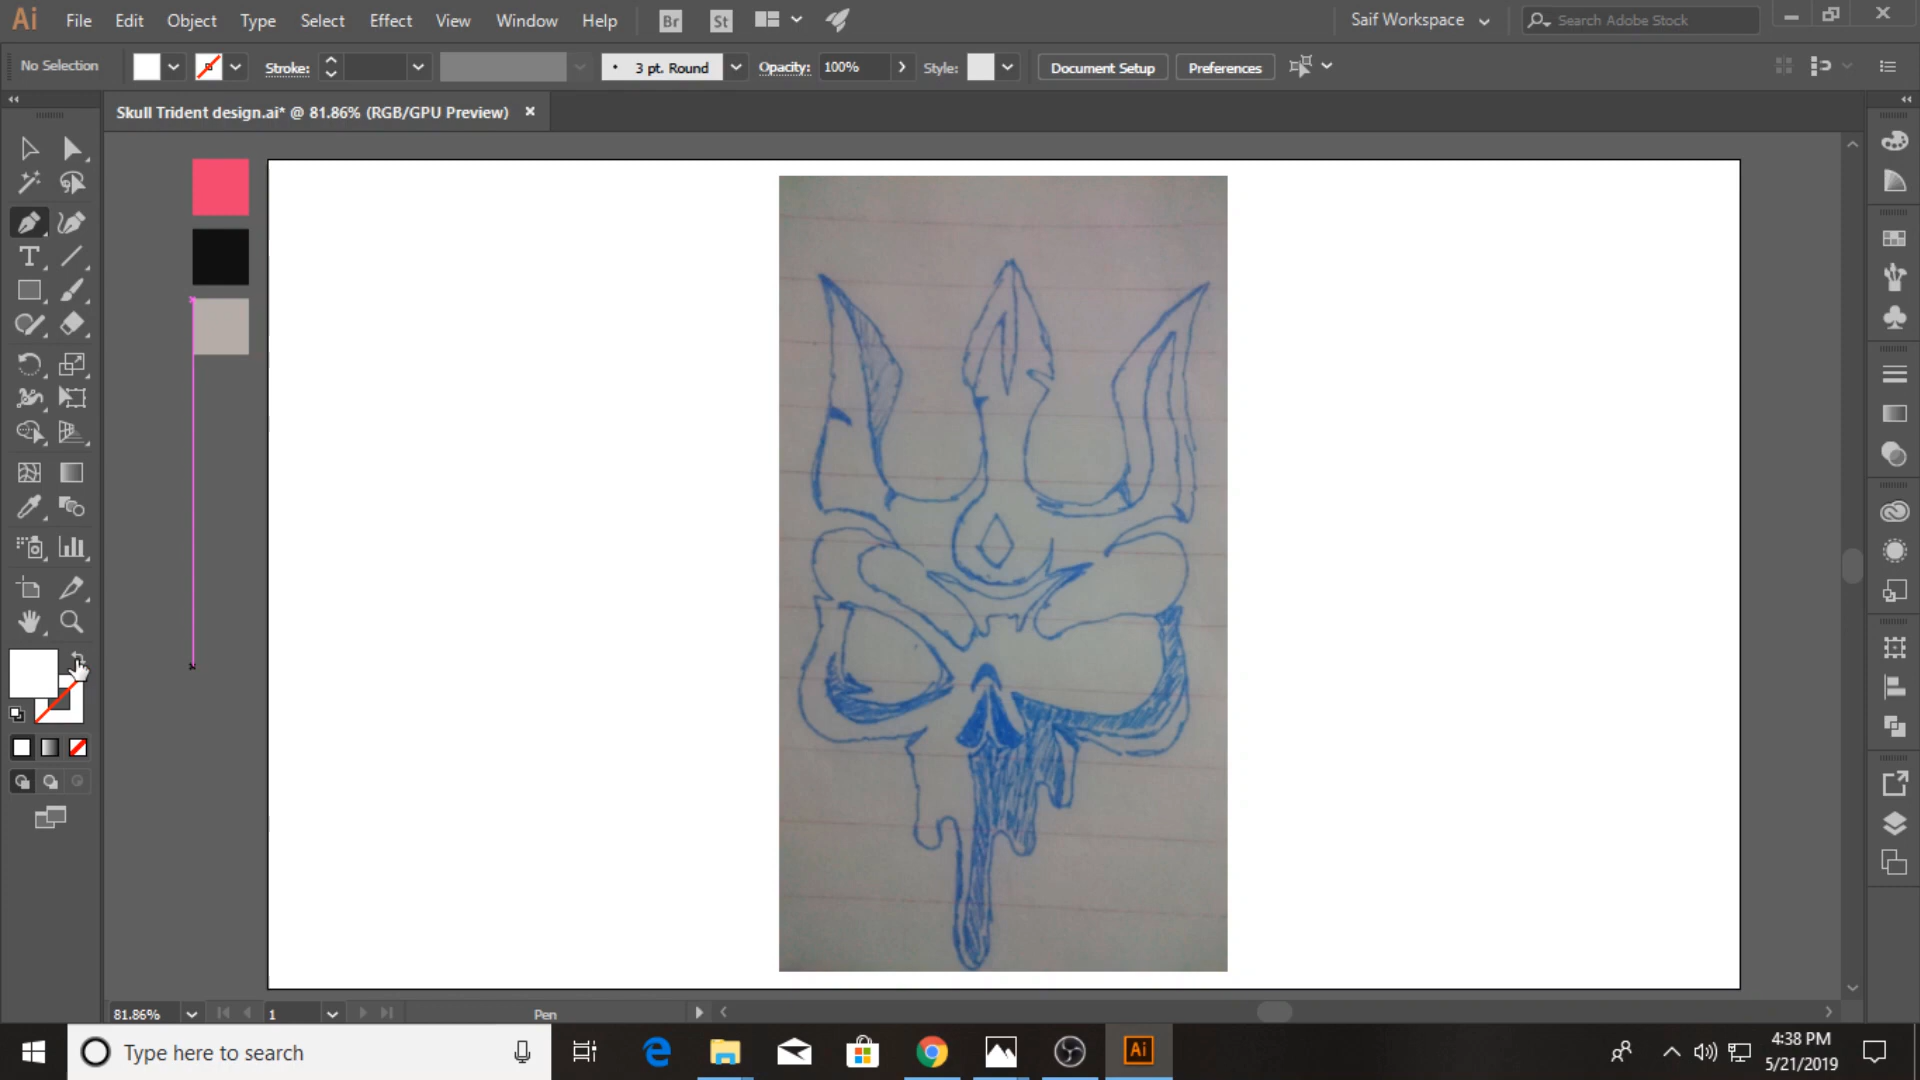 Ai File Edit Object Type Select Effect View Window Help Br St Saif Workspace Search Adobe Stock
No Selection Stroke: 3 pt. Round Opacity: 100% Style: Document Setup Preferences
Skull Trident design.ai* @ 81.86% (RGB/GPU Preview)
T
81.86% 1 Pen
Type here to search Ai 4:38 PM
5/21/2019